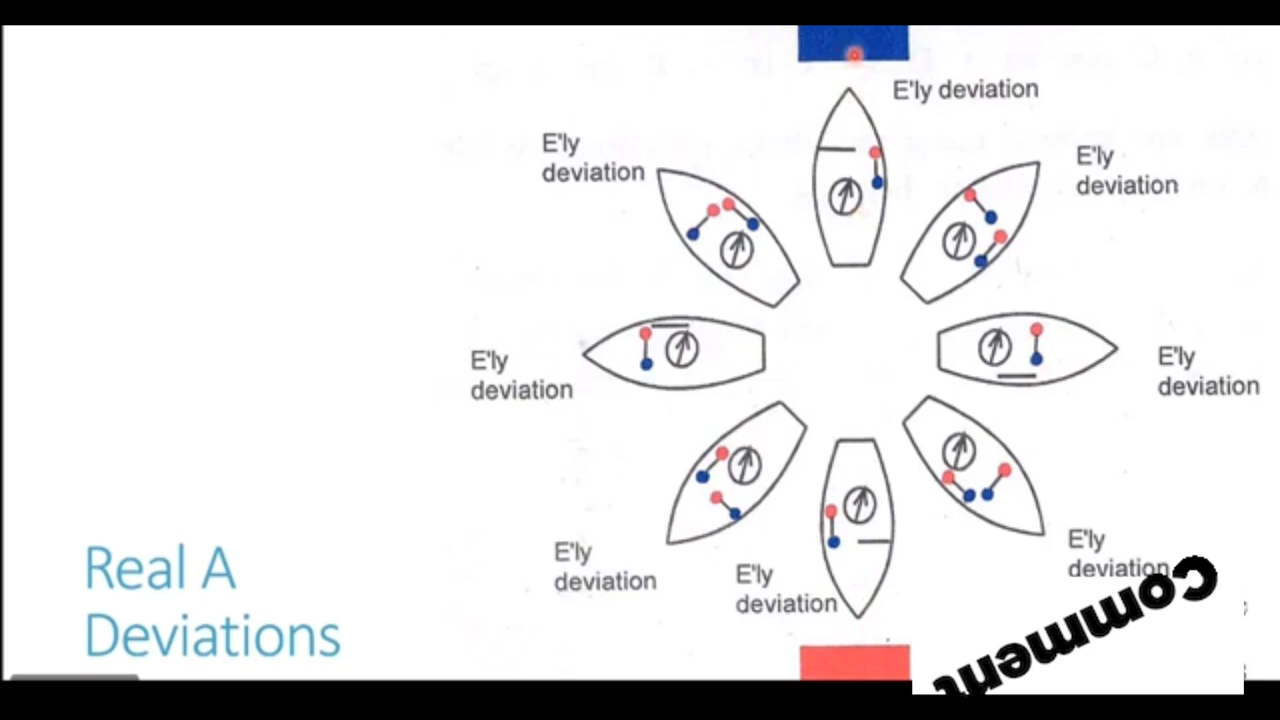 E'ly deviation
E'ly
deviation
E'ly
deviation
E'ly
deviation
E'ly
deviation
E'ly
deviation
E'ly
deviation
E'ly
deviation
Real A
Deviations
Comment